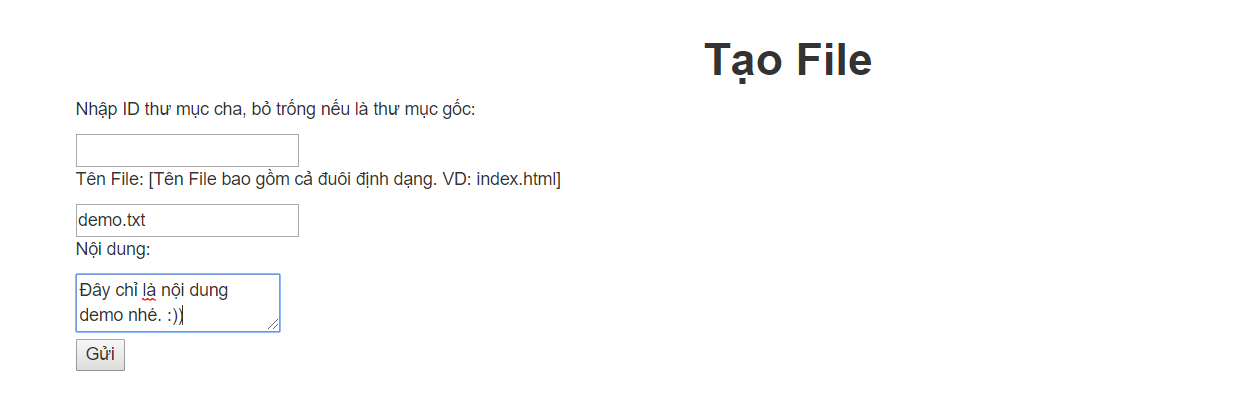 Tạo File
Nhập ID thư mục cha, bỏ trống nếu là thư mục gốc:
Tên File: [Tên File bao gồm cả đuôi định dạng. VD: index.html]
demo.txt
Nội dung:
Đây chỉ là nội dung
demo nhé. :))
Gửi